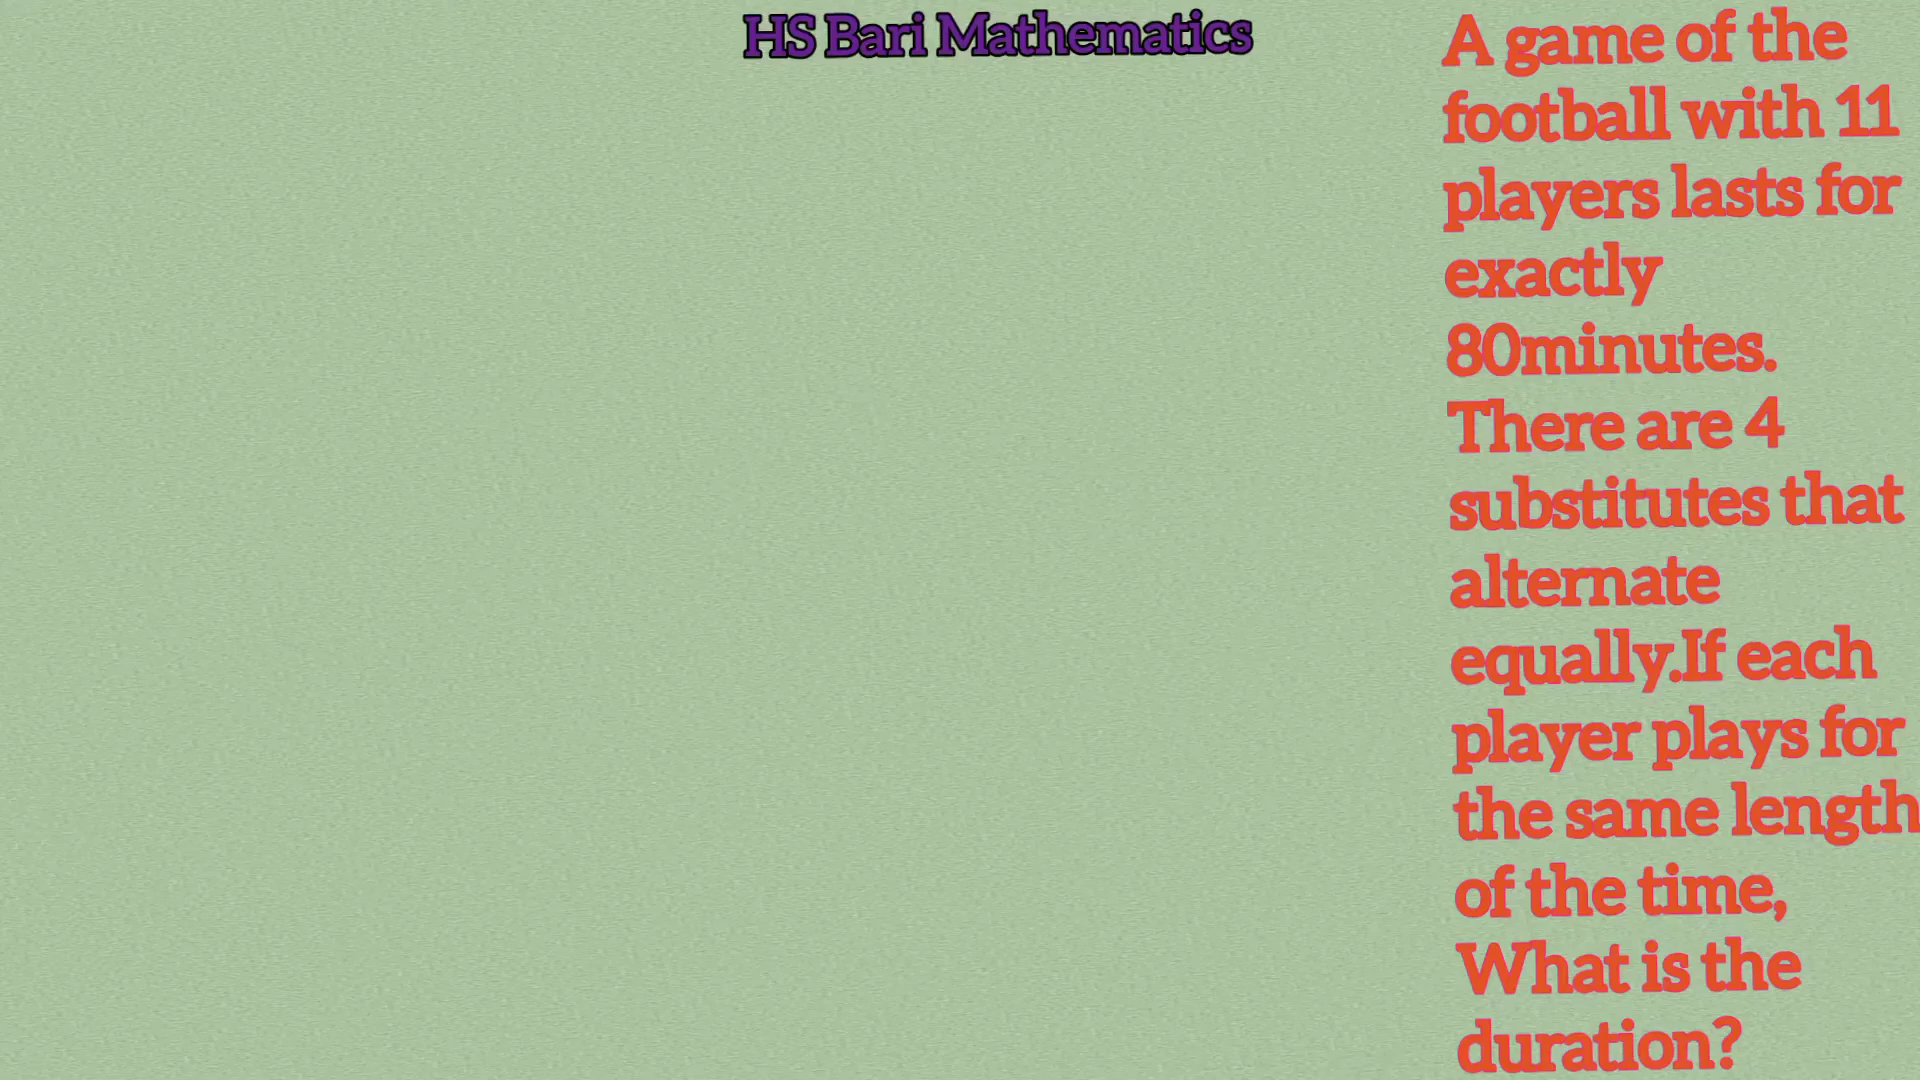 HS Bari Mathematics
A game of the
football with 11
players lasts for
exactly
80minutes.
There are 4
substitutes that
alternate
equally.If each
player plays for
the same length
of the time,
What is the
duration?